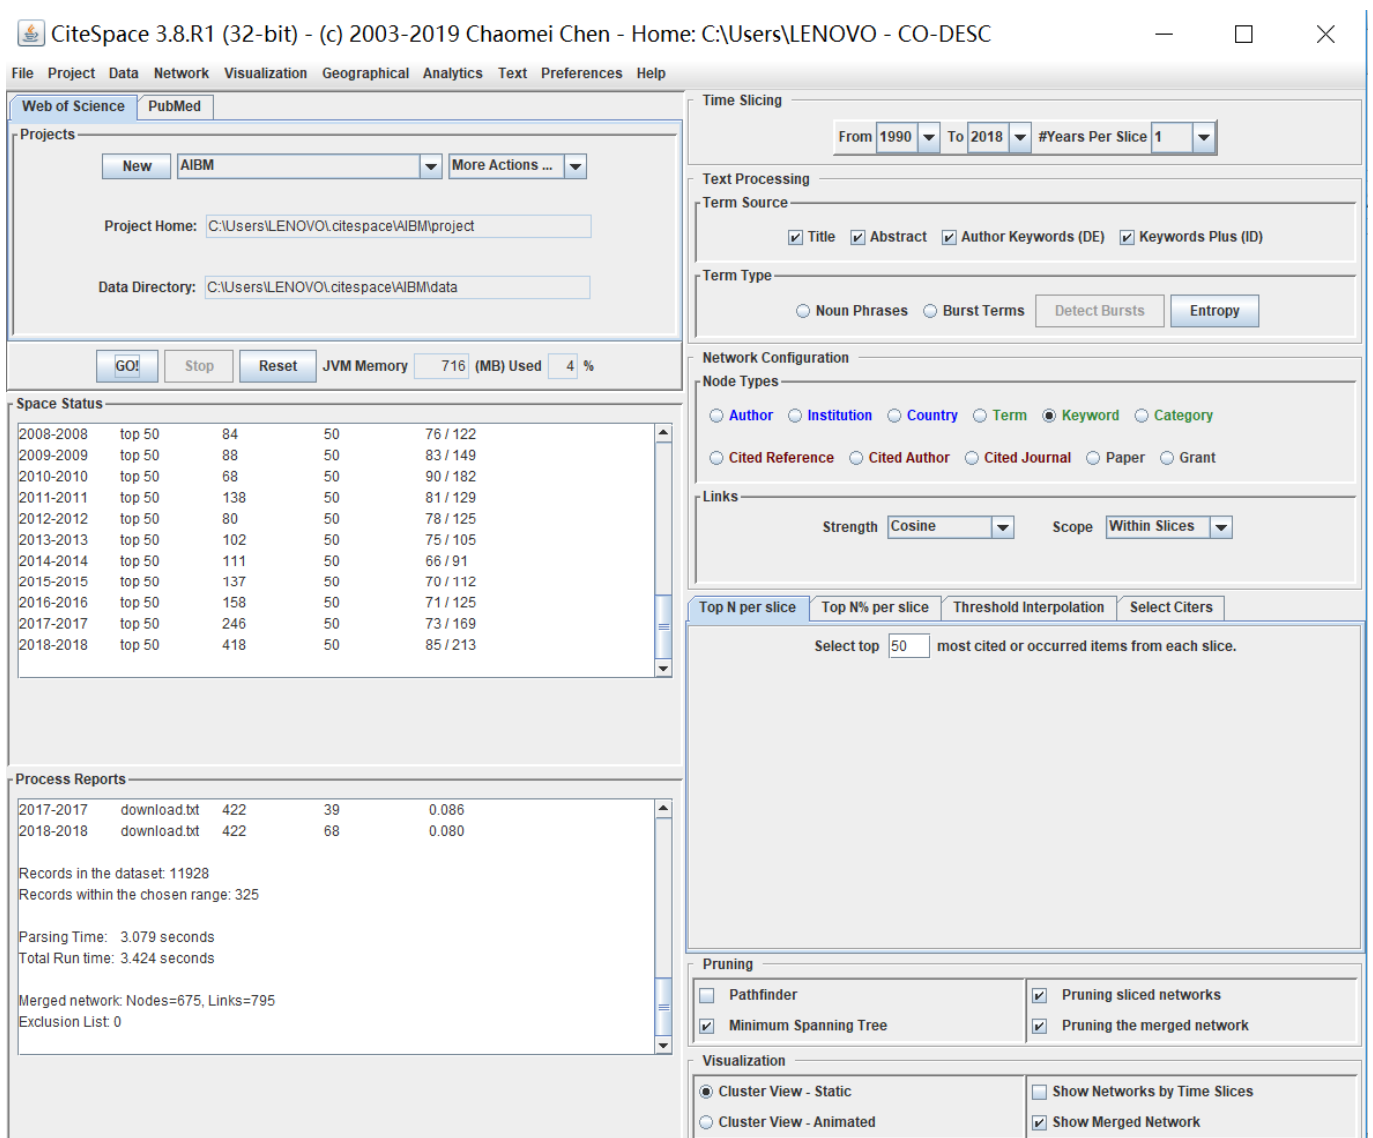 CiteSpace 3.8.R1 (32-bit) - (c) 2003-2019 Chaomei Chen - Home: C:\Users\LENOVO - CO-DESC
File Project Data Network Visualization Geographical Analytics Text Preferences Help
Web of Science PubMed
Projects
New AIBM More Actions ...
Project Home: C:\Users\LENOVO\.citespace\AIBM\project
Data Directory: C:\Users\LENOVO\.citespace\AIBM\data
GO! Stop Reset JVM Memory 716 (MB) Used 4 %
Space Status
2008-2008 top 50 84 50 76 / 122
2009-2009 top 50 88 50 83 / 149
2010-2010 top 50 68 50 90 / 182
2011-2011 top 50 138 50 81 / 129
2012-2012 top 50 80 50 78 / 125
2013-2013 top 50 102 50 75 / 105
2014-2014 top 50 111 50 66 / 91
2015-2015 top 50 137 50 70 / 112
2016-2016 top 50 158 50 71 / 125
2017-2017 top 50 246 50 73 / 169
2018-2018 top 50 418 50 85 / 213
Process Reports
2017-2017 download.txt 422 39 0.086
2018-2018 download.txt 422 68 0.080
Records in the dataset: 11928
Records within the chosen range: 325
Parsing Time: 3.079 seconds
Total Run time: 3.424 seconds
Merged network: Nodes=675, Links=795
Exclusion List: 0
Time Slicing
From 1990 To 2018 #Years Per Slice 1
Text Processing
Term Source
Title Abstract Author Keywords (DE) Keywords Plus (ID)
Term Type
Noun Phrases Burst Terms Detect Bursts Entropy
Network Configuration
Node Types
Author Institution Country Term Keyword Category
Cited Reference Cited Author Cited Journal Paper Grant
Links
Strength Cosine Scope Within Slices
Top N per slice Top N% per slice Threshold Interpolation Select Citers
Select top 50 most cited or occurred items from each slice.
Pruning
Pathfinder Pruning sliced networks
Minimum Spanning Tree Pruning the merged network
Visualization
Cluster View - Static Show Networks by Time Slices
Cluster View - Animated Show Merged Network